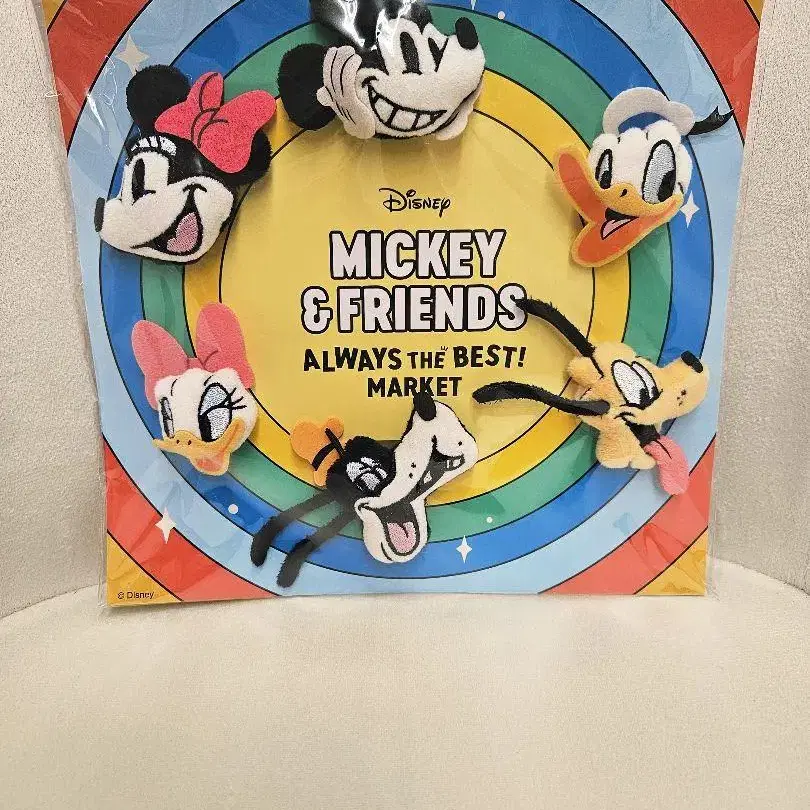 Disney
MICKEY
& FRIENDS
ALWAYS THE BEST!
MARKET
© Disney